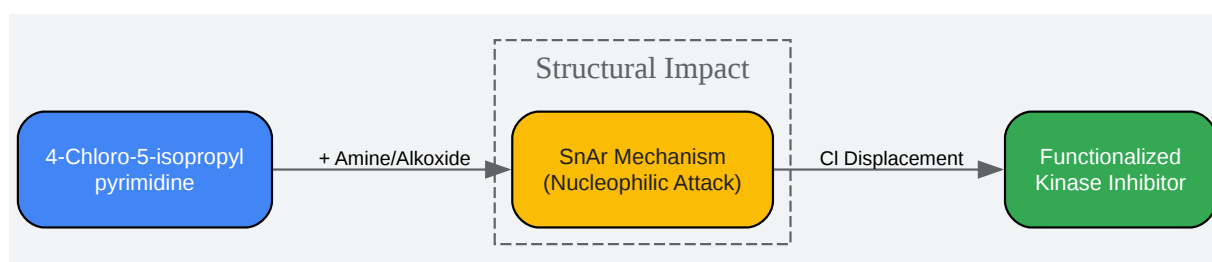 Structural Impact
4-Chloro-5-isopropyl
pyrimidine
+ Amine/Alkoxide
SnAr Mechanism
(Nucleophilic Attack)
Cl Displacement
Functionalized
Kinase Inhibitor